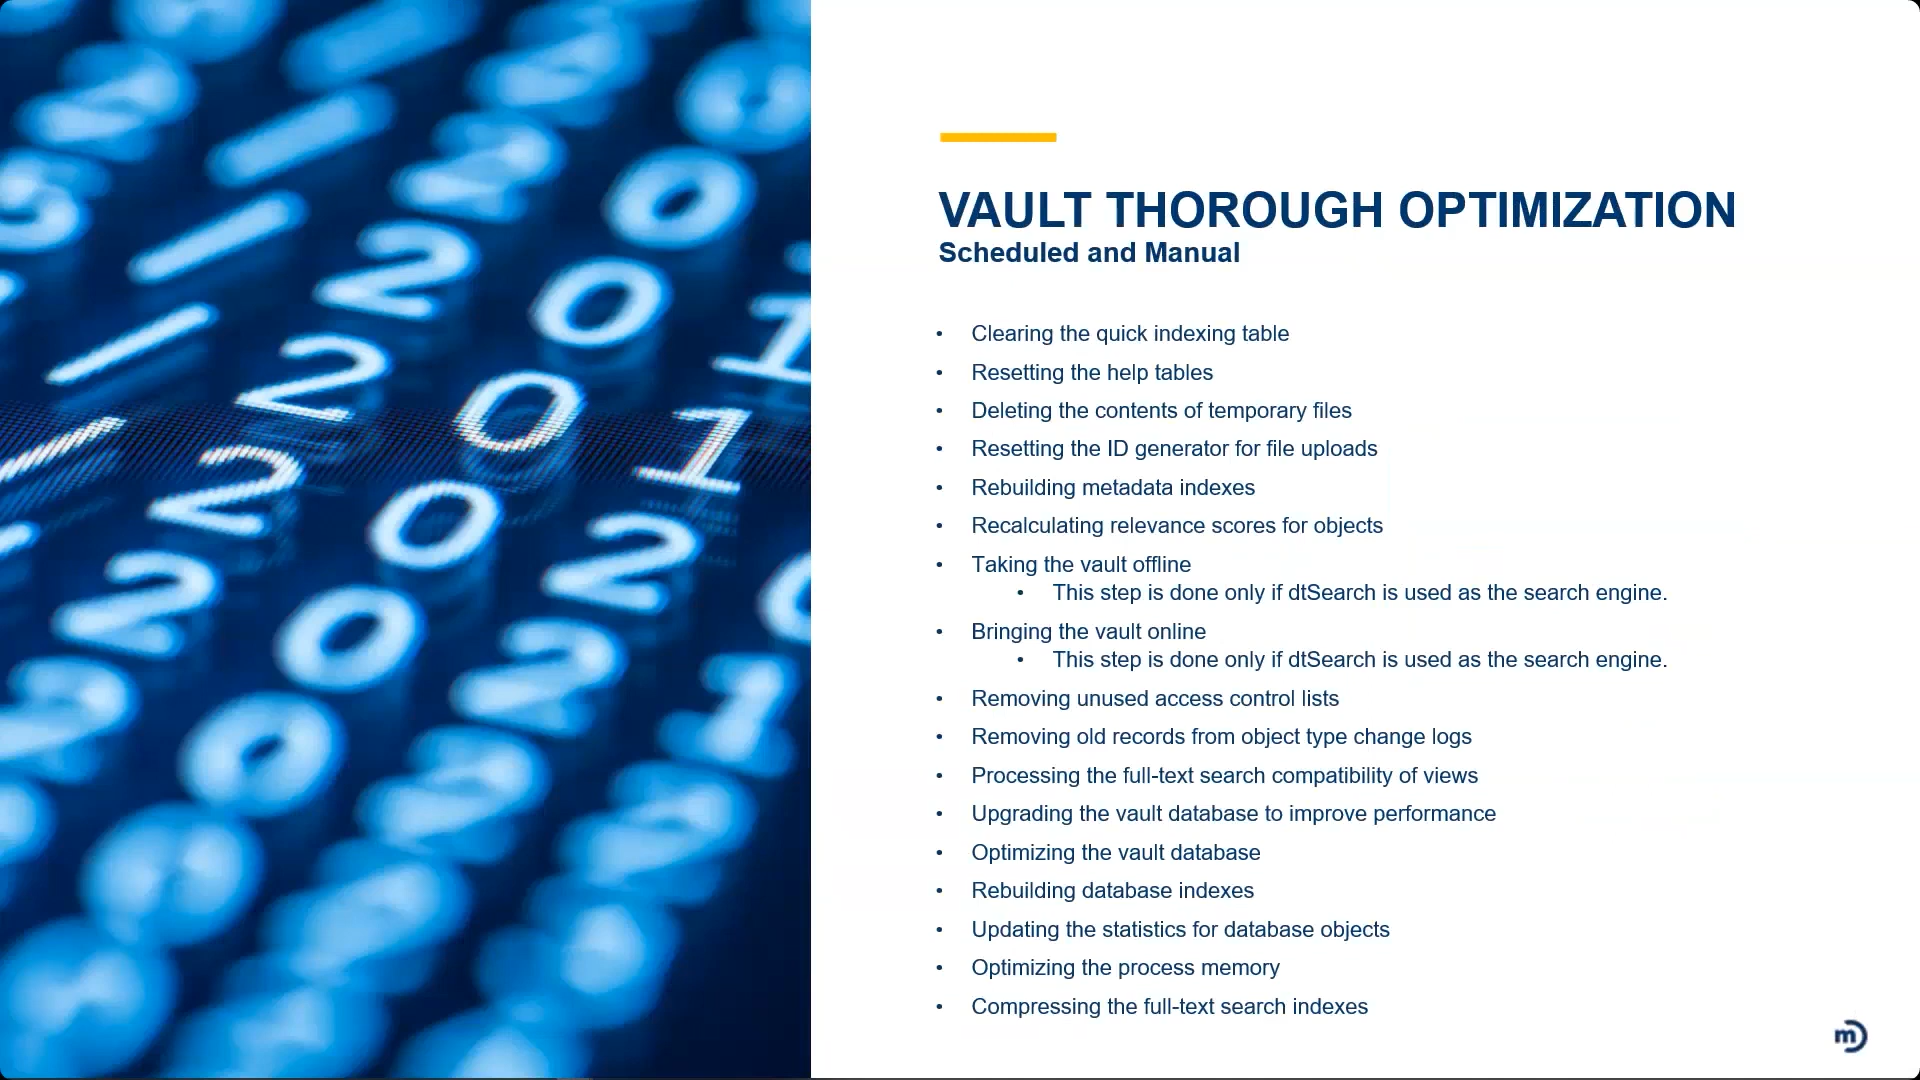 VAULT THOROUGH OPTIMIZATION
Scheduled and Manual
• Clearing the quick indexing table
• Resetting the help tables
• Deleting the contents of temporary files
• Resetting the ID generator for file uploads
• Rebuilding metadata indexes
• Recalculating relevance scores for objects
• Taking the vault offline
• This step is done only if dtSearch is used as the search engine.
• Bringing the vault online
• This step is done only if dtSearch is used as the search engine.
• Removing unused access control lists
• Removing old records from object type change logs
• Processing the full-text search compatibility of views
• Upgrading the vault database to improve performance
• Optimizing the vault database
• Rebuilding database indexes
• Updating the statistics for database objects
• Optimizing the process memory
• Compressing the full-text search indexes
m